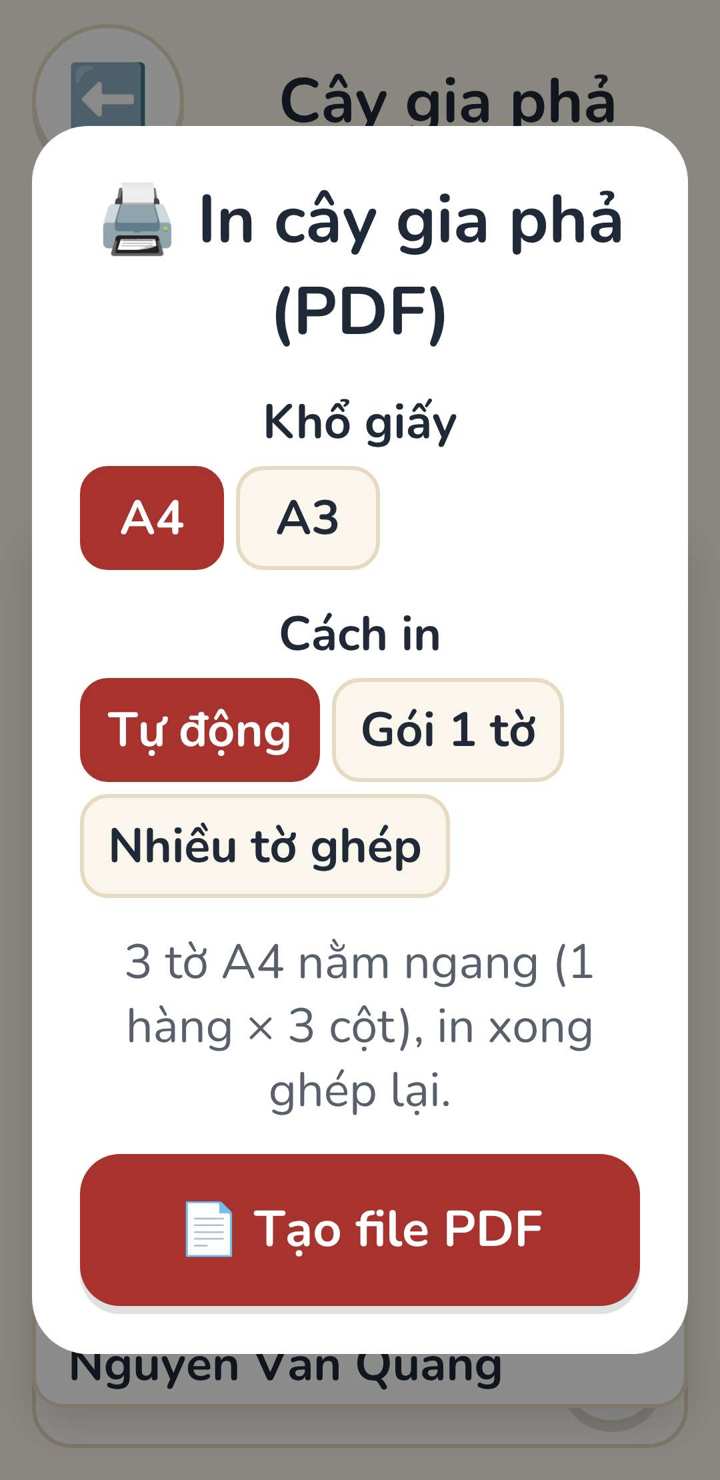 Cây gia phả
In cây gia phả
(PDF)
Khổ giấy
A4 A3
Cách in
Tự động Gói 1 tờ
Nhiều tờ ghép
3 tờ A4 nằm ngang (1
hàng × 3 cột), in xong
ghép lại.
Tạo file PDF
Nguyễn Văn Quang